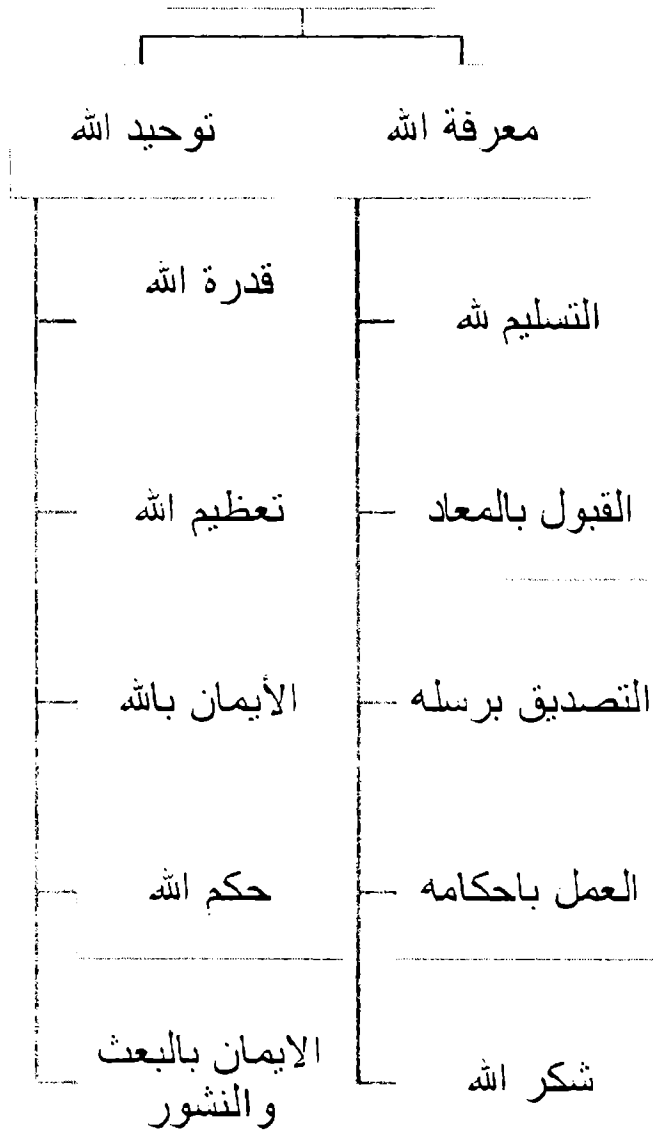 معرفة الله
توحيد الله
التسليم لله
القبول بالمعاد
التصديق برسله
العمل باحكامه
شكر الله
قدرة الله
تعظيم الله
الأيمان بالله
حكم الله
الايمان بالبعث
والنشور